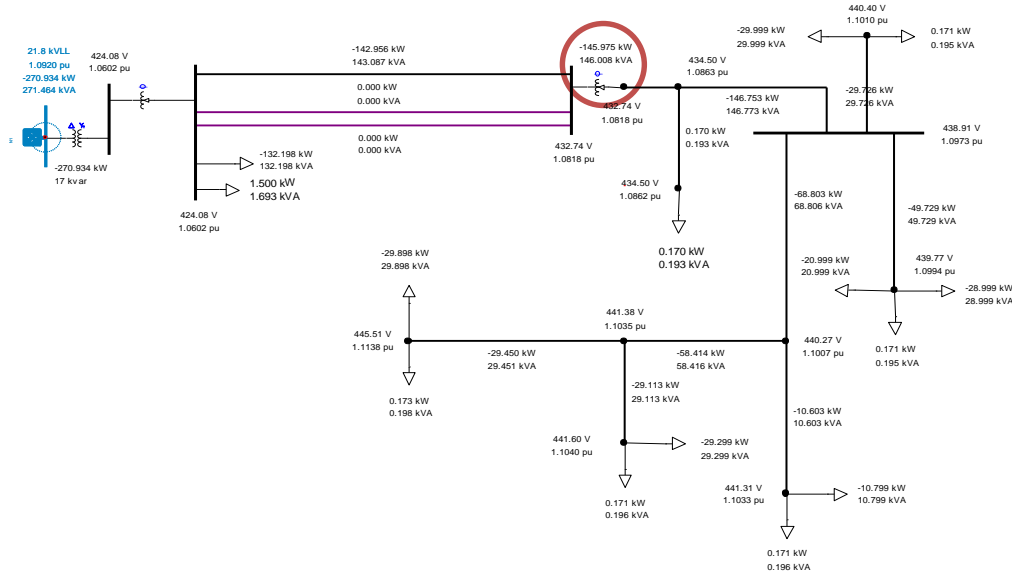 21.8 kVLL
1.0920 pu
-270.934 kW
271.464 kVA
-270.934 kW
17 kvar
424.08 V
1.0602 pu
-142.956 kW
143.087 kVA
0.000 kW
0.000 kVA
0.000 kW
0.000 kVA
-132.198 kW
132.198 kVA
1.500 kW
1.693 kVA
424.08 V
1.0602 pu
-145.975 kW
146.008 kVA
432.74 V
1.0818 pu
432.74 V
1.0818 pu
434.50 V
1.0863 pu
0.170 kW
0.193 kVA
434.50 V
1.0862 pu
0.170 kW
0.193 kVA
-146.753 kW
146.773 kVA
440.40 V
1.1010 pu
-29.999 kW
29.999 kVA
0.171 kW
0.195 kVA
-29.726 kW
29.726 kVA
438.91 V
1.0973 pu
-68.803 kW
68.806 kVA
-49.729 kW
49.729 kVA
-20.999 kW
20.999 kVA
439.77 V
1.0994 pu
-28.999 kW
28.999 kVA
0.171 kW
0.195 kVA
-29.898 kW
29.898 kVA
445.51 V
1.1138 pu
0.173 kW
0.198 kVA
-29.450 kW
29.451 kVA
441.38 V
1.1035 pu
-58.414 kW
58.416 kVA
440.27 V
1.1007 pu
-29.113 kW
29.113 kVA
441.60 V
1.1040 pu
-29.299 kW
29.299 kVA
0.171 kW
0.196 kVA
-10.603 kW
10.603 kVA
441.31 V
1.1033 pu
-10.799 kW
10.799 kVA
0.171 kW
0.196 kVA